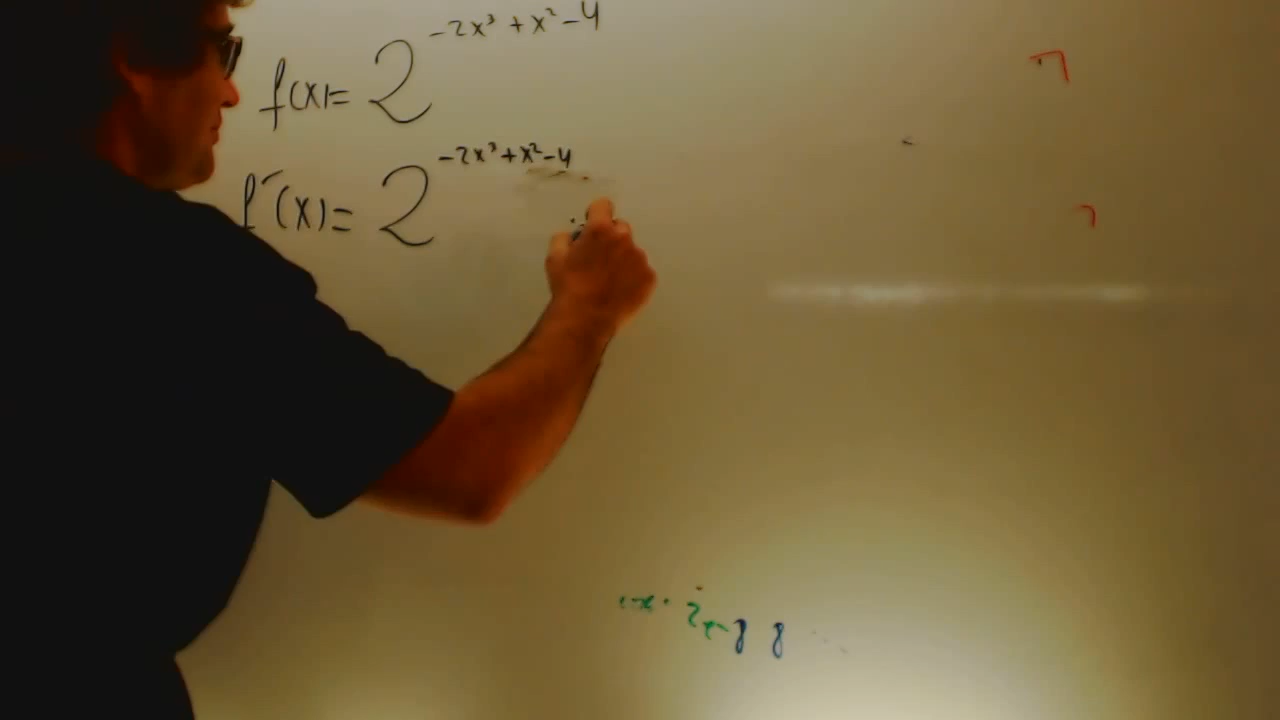 f(x)= 2^{-2x³+x²-4}
f´(x)= 2^{-2x³+x²-4}